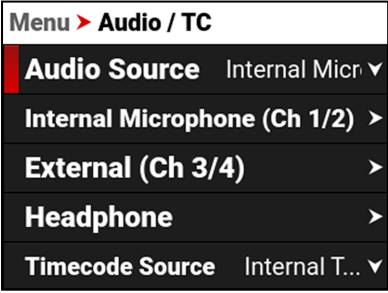 Menu > Audio / TC
Audio Source Internal Micr
Internal Microphone (Ch 1/2) >
External (Ch 3/4) >
Headphone >
Timecode Source Internal T...